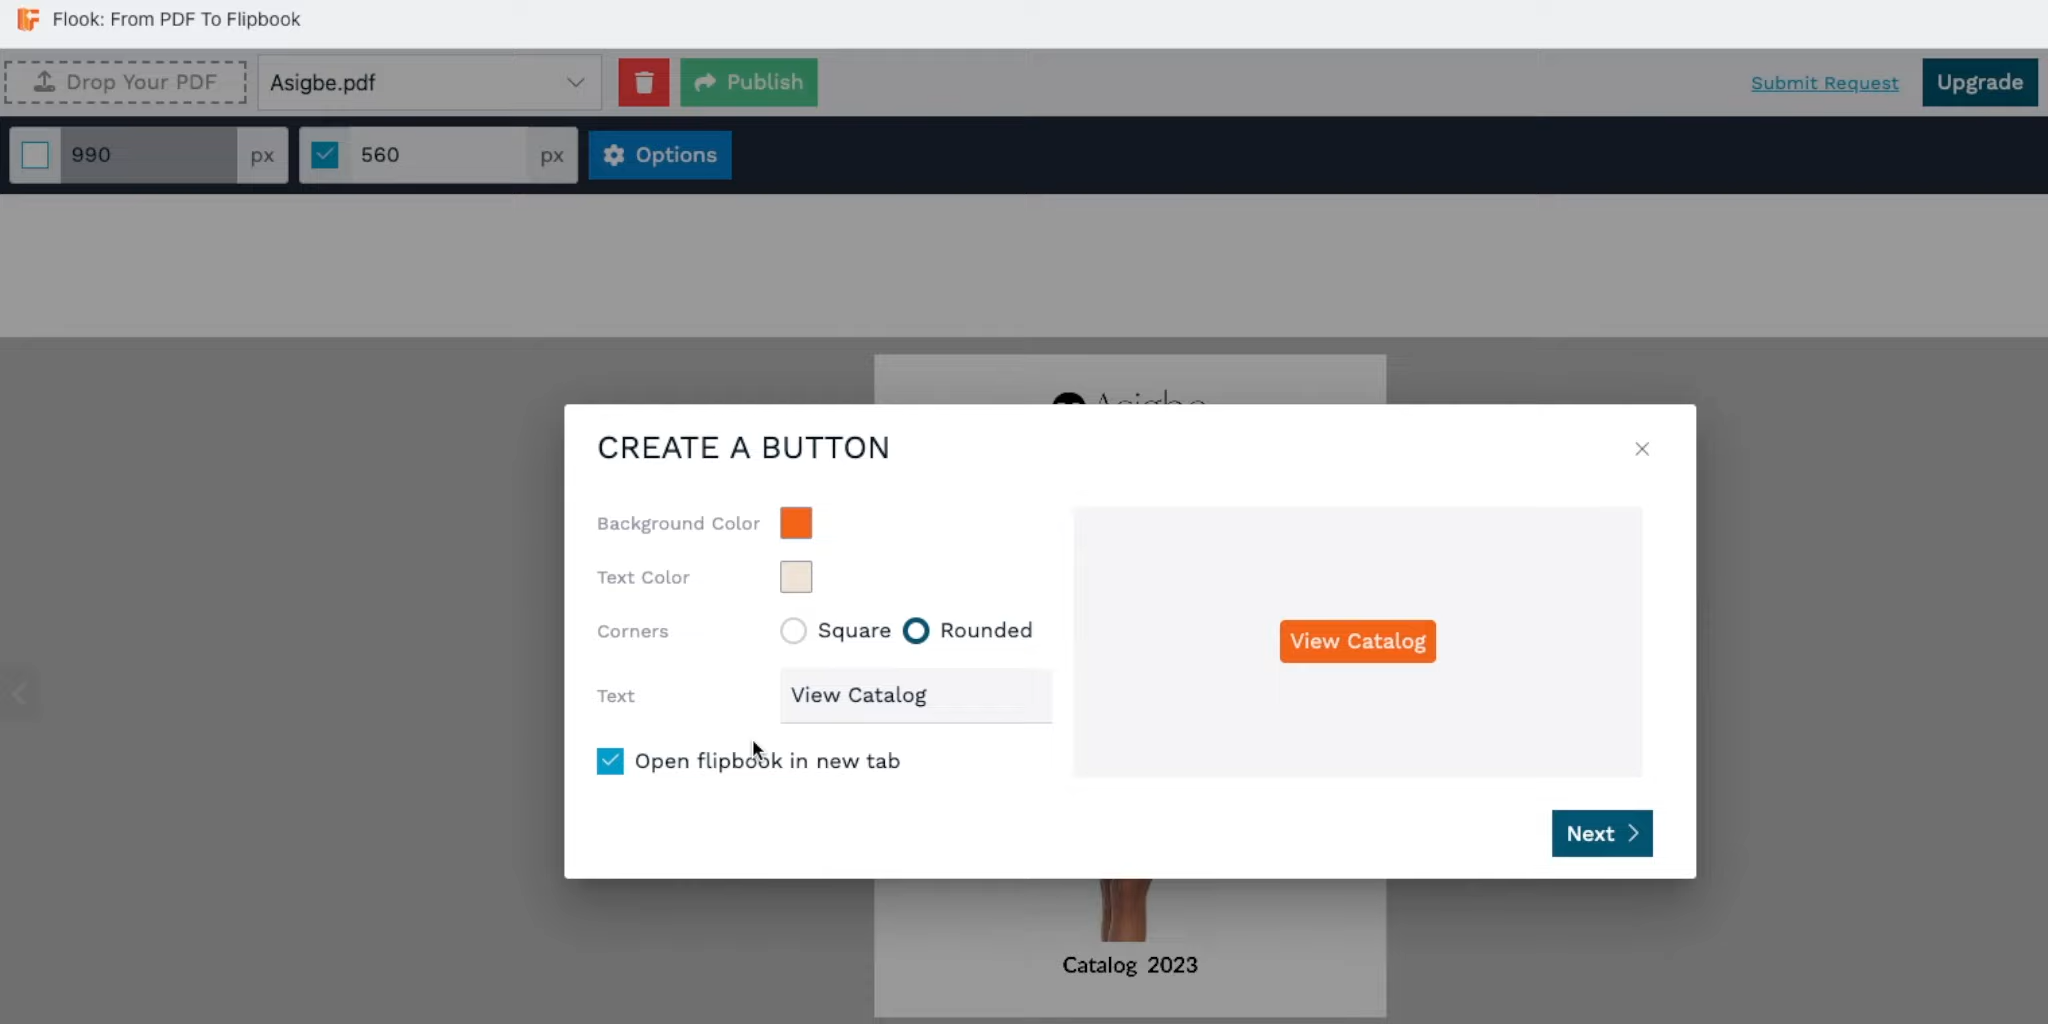 Flook: From PDF To Flipbook
Drop Your PDF
Asigbe.pdf
Publish
Submit Request
Upgrade
990 px
560 px
Options
Asigbe
CREATE A BUTTON
Background Color
Text Color
Corners
Square
Rounded
View Catalog
Text
View Catalog
Open flipbook in new tab
Next
Catalog 2023